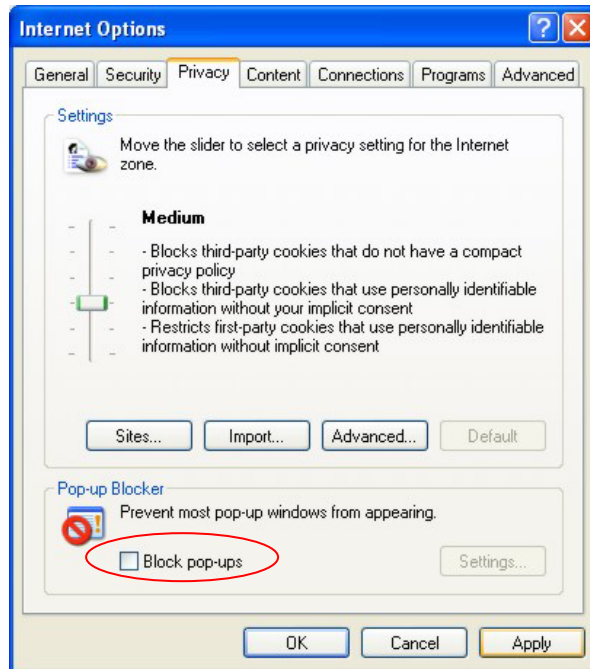 Internet Options
General Security Privacy Content Connections Programs Advanced
Settings
Move the slider to select a privacy setting for the Internet
zone.
Medium
- Blocks third-party cookies that do not have a compact
privacy policy
- Blocks third-party cookies that use personally identifiable
information without your implicit consent
- Restricts first-party cookies that use personally identifiable
information without implicit consent
Sites... Import... Advanced... Default
Pop-up Blocker
Prevent most pop-up windows from appearing.
Block pop-ups Settings...
OK Cancel Apply